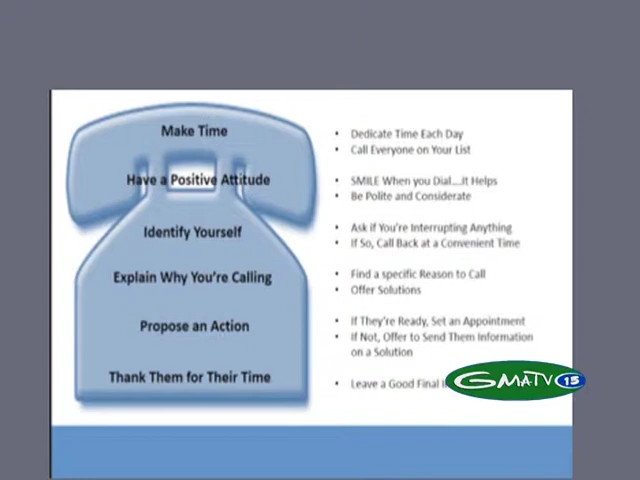 Make Time
• Dedicate Time Each Day
• Call Everyone on Your List
Have a Positive Attitude
• SMILE When you Dial....It Helps
• Be Polite and Considerate
Identify Yourself
• Ask if You're Interrupting Anything
• If So, Call Back at a Convenient Time
Explain Why You're Calling
• Find a specific Reason to Call
• Offer Solutions
Propose an Action
• If They're Ready, Set an Appointment
• If Not, Offer to Send Them Information
on a Solution
Thank Them for Their Time
• Leave a Good Final
GMATV 15